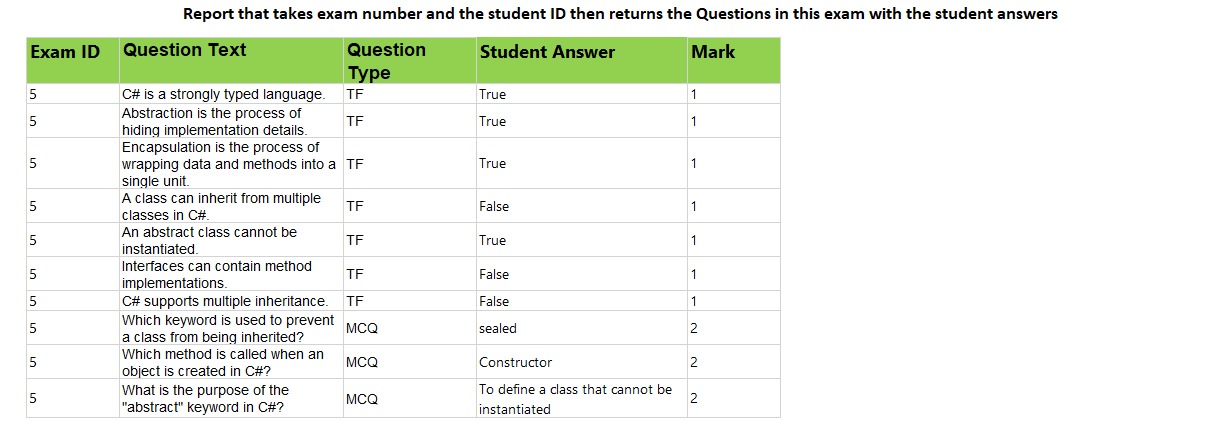 Report that takes exam number and the student ID then returns the Questions in this exam with the student answers
Exam ID Question Text Question Type Student Answer Mark
5 C# is a strongly typed language. TF True 1
5 Abstraction is the process of
hiding implementation details. TF True 1
5 Encapsulation is the process of
wrapping data and methods into a
single unit. TF True 1
5 A class can inherit from multiple
classes in C#. TF False 1
5 An abstract class cannot be
instantiated. TF True 1
5 Interfaces can contain method
implementations. TF False 1
5 C# supports multiple inheritance. TF False 1
5 Which keyword is used to prevent
a class from being inherited? MCQ sealed 2
5 Which method is called when an
object is created in C#? MCQ Constructor 2
5 What is the purpose of the
"abstract" keyword in C#? MCQ To define a class that cannot be
instantiated 2